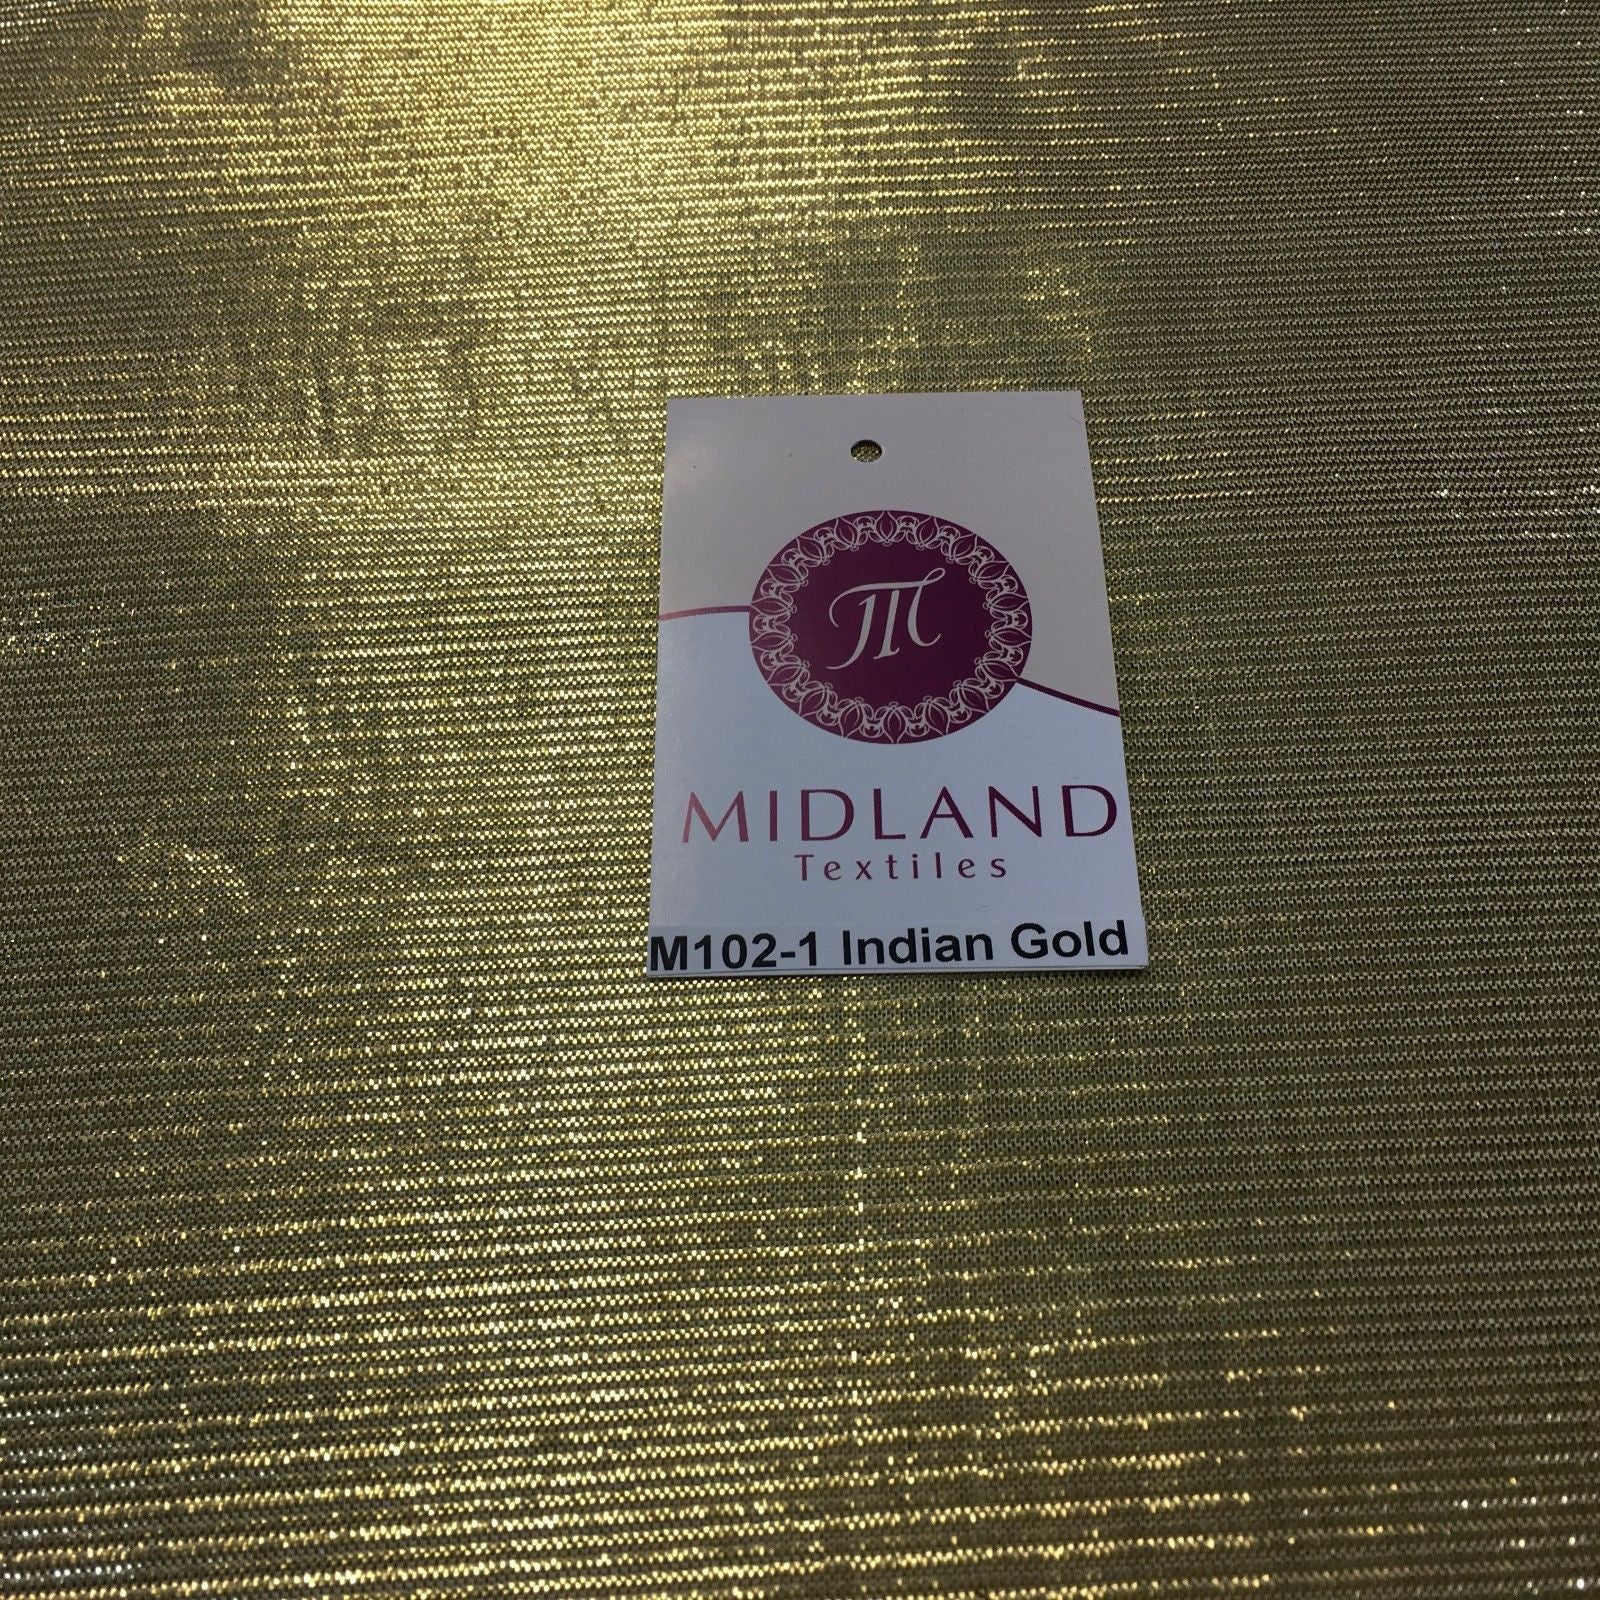 M
MIDLAND
Textiles
M102-1 Indian Gold